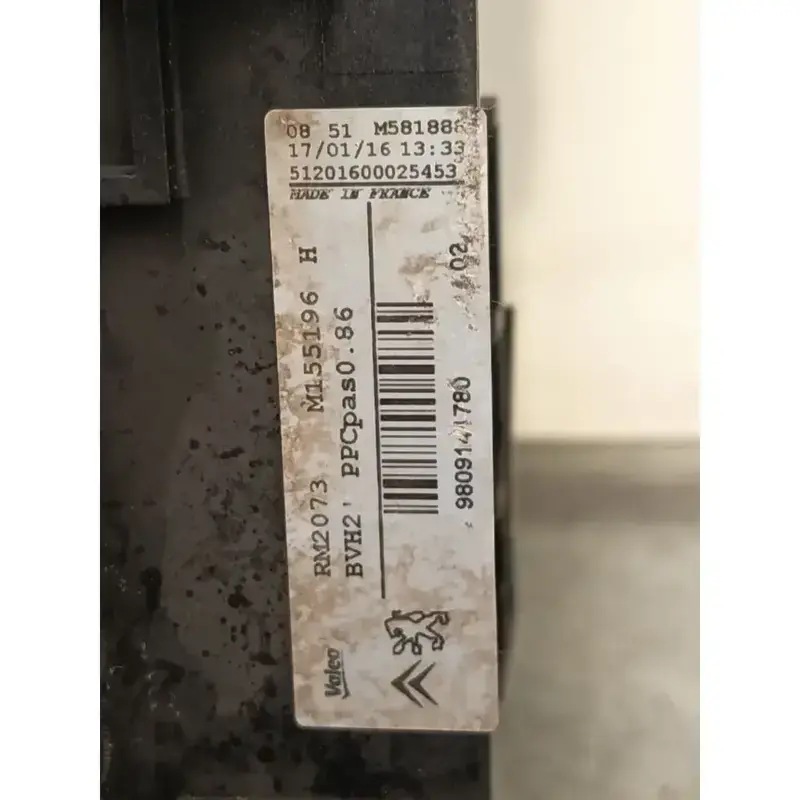 08 51 M581888
17/01/16 13:33
51201600025453
MADE IN FRANCE
RM2073 M155196 H
BVH2' PPCpas0.86
02
9809141780
Valeo